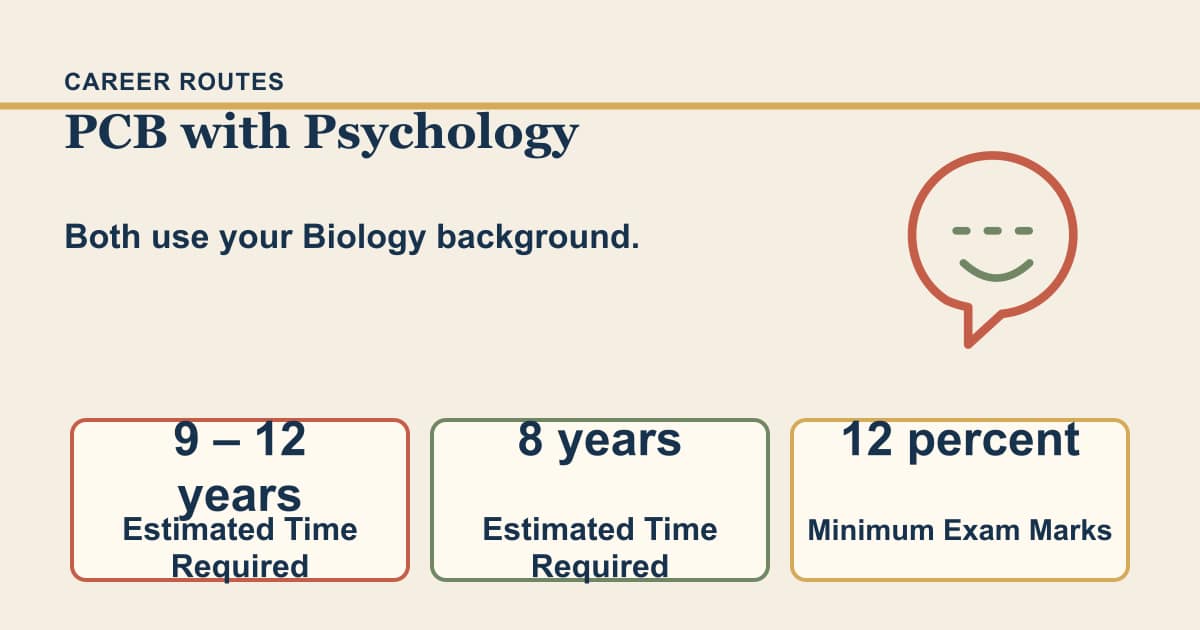 CAREER ROUTES
PCB with Psychology
Both use your Biology background.
9 – 12
years
Estimated Time
Required
8 years
Estimated Time
Required
12 percent
Minimum Exam Marks